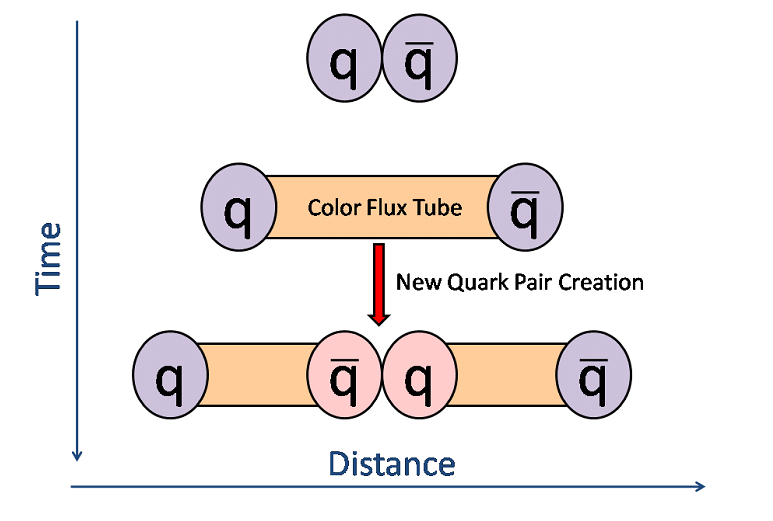 q q̅
Time
q Color Flux Tube q̅
New Quark Pair Creation
q q̅ q q̅
Distance